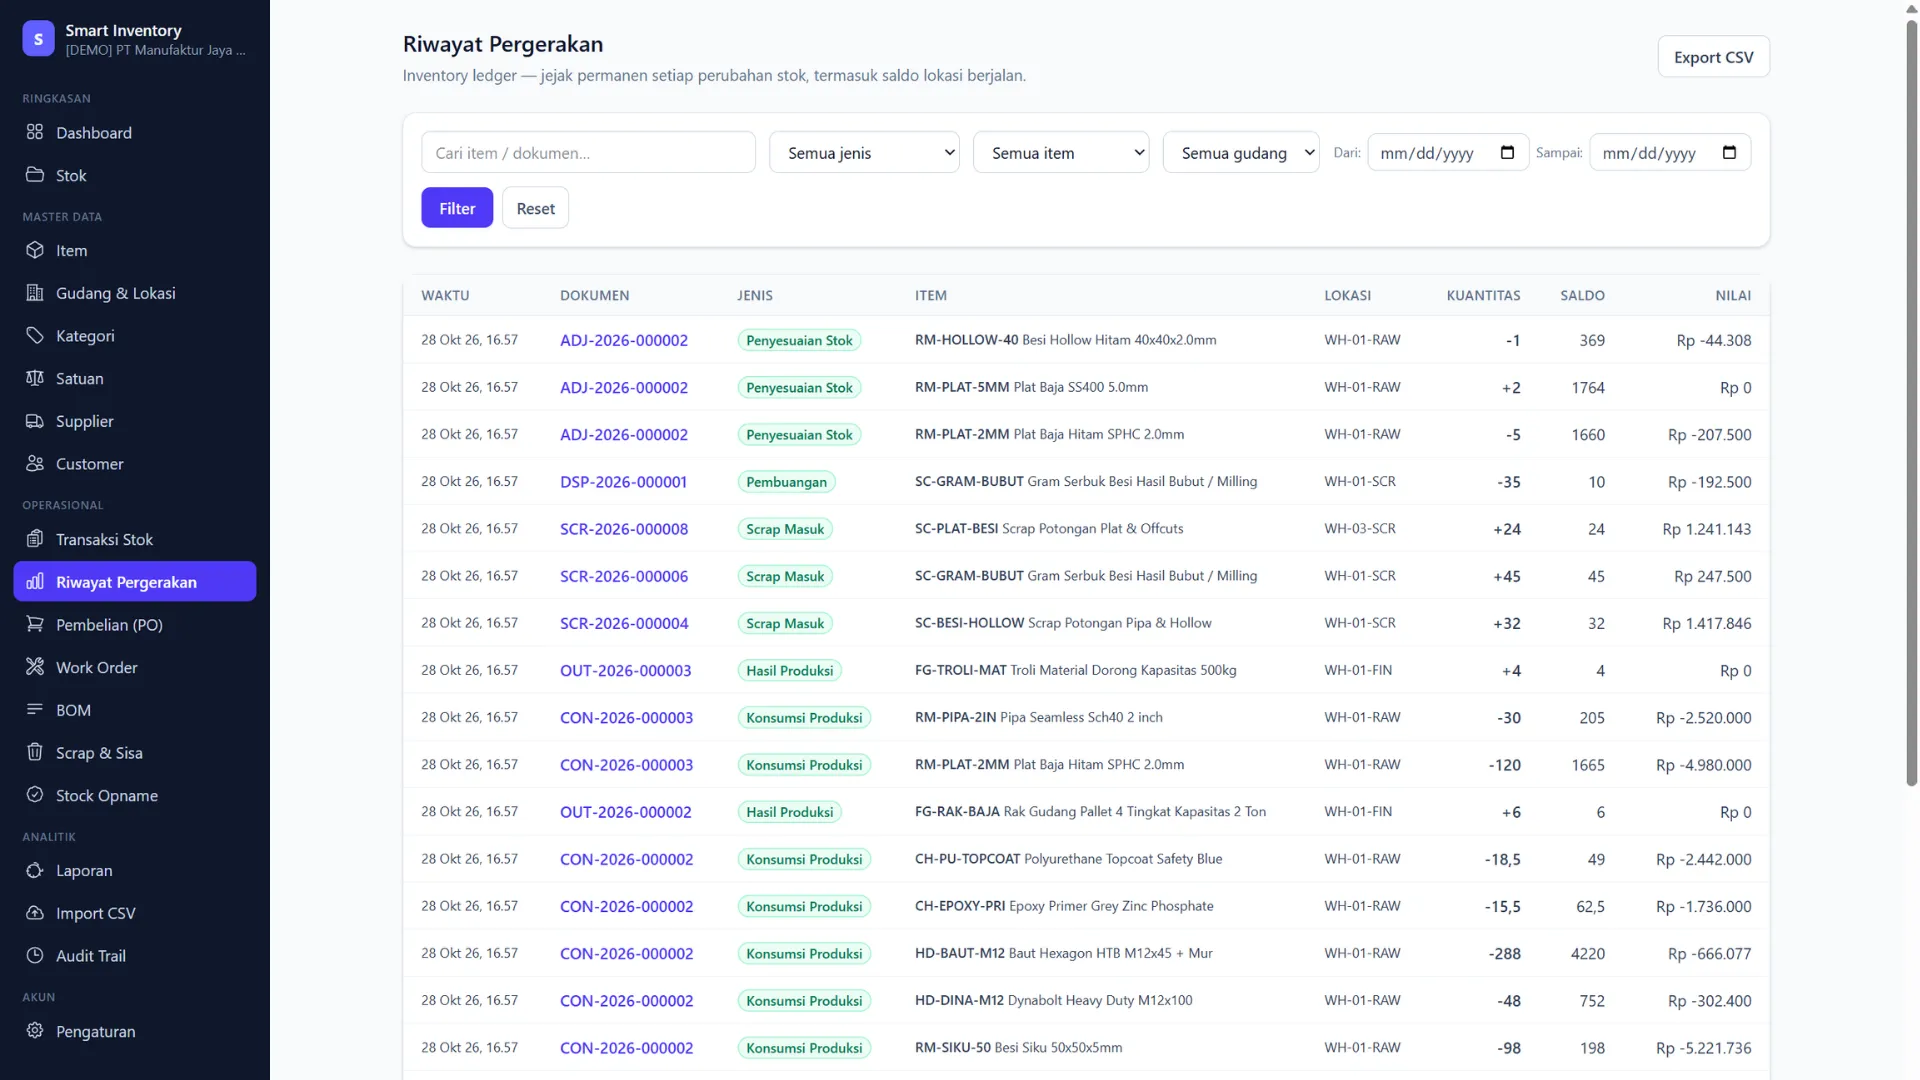 S
Smart Inventory
[DEMO] PT Manufaktur Jaya ...
RINGKASAN
Dashboard
Stok
MASTER DATA
Item
Gudang & Lokasi
Kategori
Satuan
Supplier
Customer
OPERASIONAL
Transaksi Stok
Riwayat Pergerakan
Pembelian (PO)
Work Order
BOM
Scrap & Sisa
Stock Opname
ANALITIK
Laporan
Import CSV
Audit Trail
AKUN
Pengaturan
Riwayat Pergerakan
Inventory ledger — jejak permanen setiap perubahan stok, termasuk saldo lokasi berjalan.
Export CSV
Cari item / dokumen... Semua jenis Semua item Semua gudang Dari: mm/dd/yyyy Sampai: mm/dd/yyyy
Filter Reset
WAKTU DOKUMEN JENIS ITEM LOKASI KUANTITAS SALDO NILAI
28 Okt 26, 16.57 ADJ-2026-000002 Penyesuaian Stok RM-HOLLOW-40 Besi Hollow Hitam 40x40x2.0mm WH-01-RAW -1 369 Rp -44.308
28 Okt 26, 16.57 ADJ-2026-000002 Penyesuaian Stok RM-PLAT-5MM Plat Baja SS400 5.0mm WH-01-RAW +2 1764 Rp 0
28 Okt 26, 16.57 ADJ-2026-000002 Penyesuaian Stok RM-PLAT-2MM Plat Baja Hitam SPHC 2.0mm WH-01-RAW -5 1660 Rp -207.500
28 Okt 26, 16.57 DSP-2026-000001 Pembuangan SC-GRAM-BUBUT Gram Serbuk Besi Hasil Bubut / Milling WH-01-SCR -35 10 Rp -192.500
28 Okt 26, 16.57 SCR-2026-000008 Scrap Masuk SC-PLAT-BESI Scrap Potongan Plat & Offcuts WH-03-SCR +24 24 Rp 1.241.143
28 Okt 26, 16.57 SCR-2026-000006 Scrap Masuk SC-GRAM-BUBUT Gram Serbuk Besi Hasil Bubut / Milling WH-01-SCR +45 45 Rp 247.500
28 Okt 26, 16.57 SCR-2026-000004 Scrap Masuk SC-BESI-HOLLOW Scrap Potongan Pipa & Hollow WH-01-SCR +32 32 Rp 1.417.846
28 Okt 26, 16.57 OUT-2026-000003 Hasil Produksi FG-TROLI-MAT Troli Material Dorong Kapasitas 500kg WH-01-FIN +4 4 Rp 0
28 Okt 26, 16.57 CON-2026-000003 Konsumsi Produksi RM-PIPA-2IN Pipa Seamless Sch40 2 inch WH-01-RAW -30 205 Rp -2.520.000
28 Okt 26, 16.57 CON-2026-000003 Konsumsi Produksi RM-PLAT-2MM Plat Baja Hitam SPHC 2.0mm WH-01-RAW -120 1665 Rp -4.980.000
28 Okt 26, 16.57 OUT-2026-000002 Hasil Produksi FG-RAK-BAJA Rak Gudang Pallet 4 Tingkat Kapasitas 2 Ton WH-01-FIN +6 6 Rp 0
28 Okt 26, 16.57 CON-2026-000002 Konsumsi Produksi CH-PU-TOPCOAT Polyurethane Topcoat Safety Blue WH-01-RAW -18,5 49 Rp -2.442.000
28 Okt 26, 16.57 CON-2026-000002 Konsumsi Produksi CH-EPOXY-PRI Epoxy Primer Grey Zinc Phosphate WH-01-RAW -15,5 62,5 Rp -1.736.000
28 Okt 26, 16.57 CON-2026-000002 Konsumsi Produksi HD-BAUT-M12 Baut Hexagon HTB M12x45 + Mur WH-01-RAW -288 4220 Rp -666.077
28 Okt 26, 16.57 CON-2026-000002 Konsumsi Produksi HD-DINA-M12 Dynabolt Heavy Duty M12x100 WH-01-RAW -48 752 Rp -302.400
28 Okt 26, 16.57 CON-2026-000002 Konsumsi Produksi RM-SIKU-50 Besi Siku 50x50x5mm WH-01-RAW -98 198 Rp -5.221.736